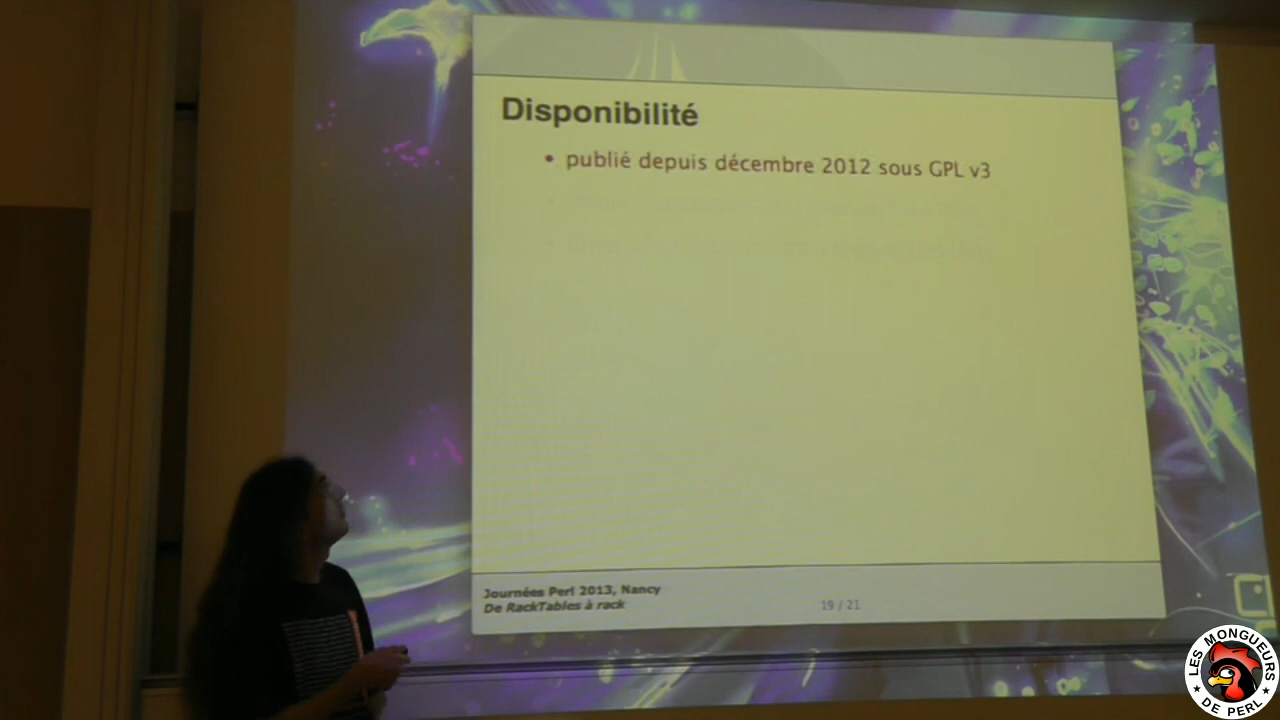 Disponibilité
• publié depuis décembre 2012 sous GPL v3
Journées Perl 2013, Nancy
De RackTables à rack
19 / 21
LES MONGUEURS
DE PERL